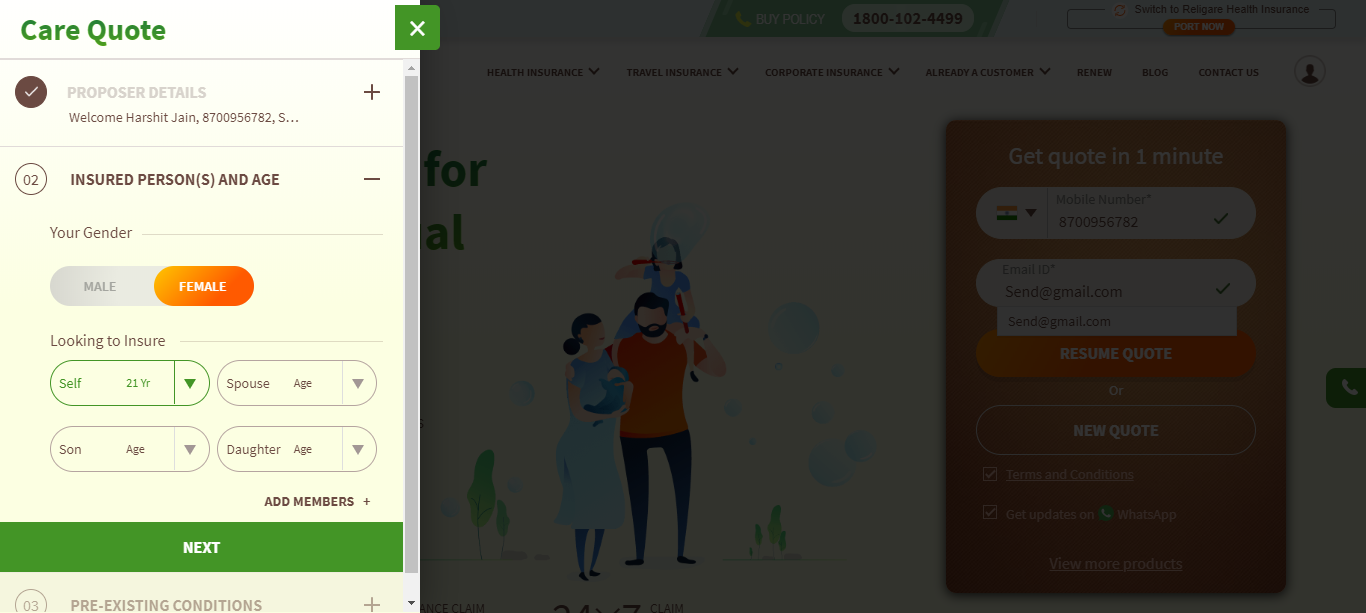 Care Quote
×
PROPOSER DETAILS
Welcome Harshit Jain, 8700956782, S...
02 INSURED PERSON(S) AND AGE
Your Gender
MALE FEMALE
Looking to Insure
Self 21 Yr
Spouse Age
Son Age
Daughter Age
ADD MEMBERS +
NEXT
03 PRE-EXISTING CONDITIONS
BUY POLICY 1800-102-4499
Switch to Religare Health Insurance
PORT NOW
HEALTH INSURANCE TRAVEL INSURANCE CORPORATE INSURANCE ALREADY A CUSTOMER RENEW BLOG CONTACT US
for
al
Get quote in 1 minute
Mobile Number*
8700956782
Email ID*
Send@gmail.com
Send@gmail.com
RESUME QUOTE
Or
NEW QUOTE
Terms and Conditions
Get updates on WhatsApp
View more products
CLAIM
24x7 CLAIM